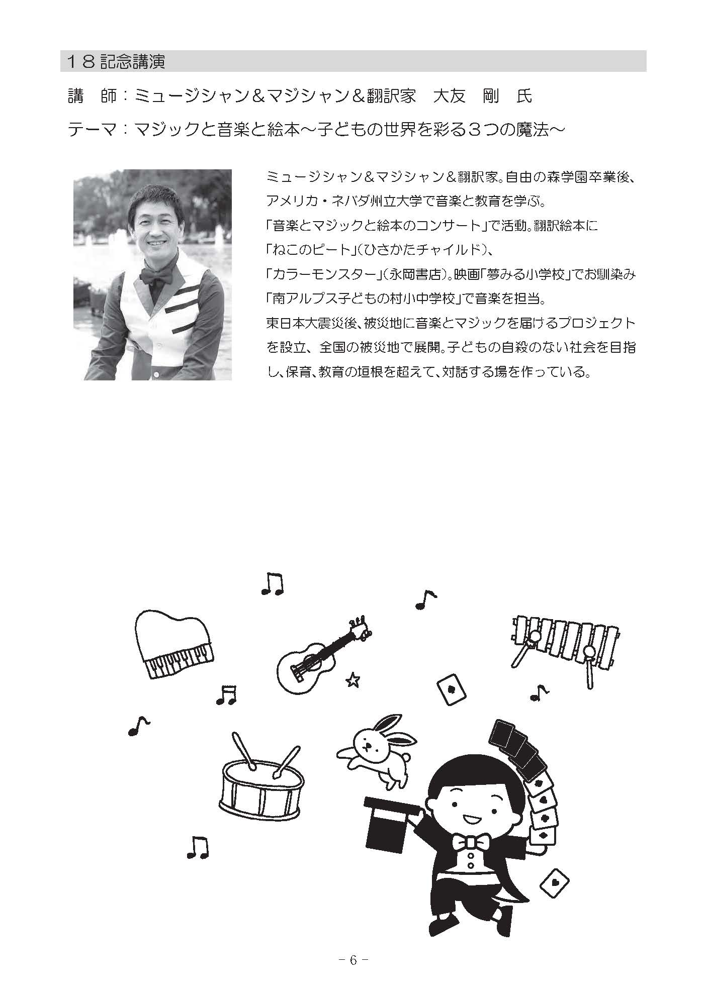 １８記念講演
講　師：ミュージシャン＆マジシャン＆翻訳家　大友　剛　氏
テーマ：マジックと音楽と絵本～子どもの世界を彩る３つの魔法～
ミュージシャン＆マジシャン＆翻訳家。自由の森学園卒業後、
アメリカ・ネバダ州立大学で音楽と教育を学ぶ。
「音楽とマジックと絵本のコンサート」で活動。翻訳絵本に
「ねこのピート」（ひさかたチャイルド）、
「カラーモンスター」（永岡書店）。映画「夢みる小学校」でお馴染み
「南アルプス子どもの村小中学校」で音楽を担当。
東日本大震災後、被災地に音楽とマジックを届けるプロジェクト
を設立、全国の被災地で展開。子どもの自殺のない社会を目指
し、保育、教育の垣根を超えて、対話する場を作っている。
- 6 -